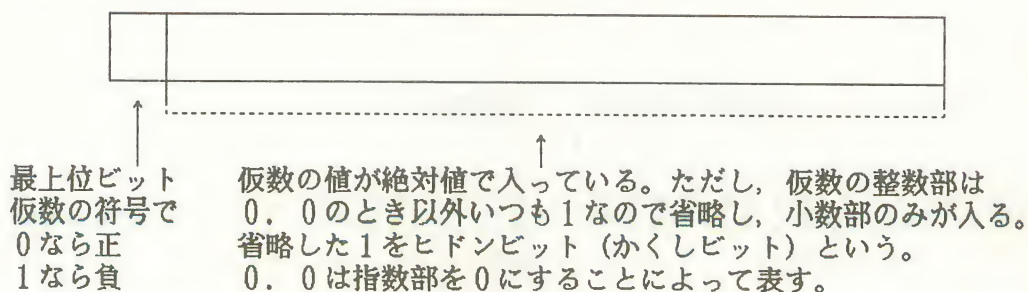 最上位ビット
仮数の符号で
0なら正
1なら負
仮数の値が絶対値で入っている。ただし，仮数の整数部は
0．0のとき以外いつも1なので省略し，小数部のみが入る。
省略した1をヒドンビット（かくしビット）という。
0．0は指数部を0にすることによって表す。